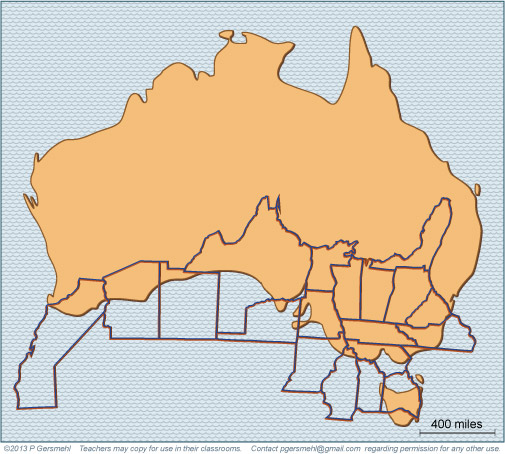 400 miles
©2013 P Gersmehl Teachers may copy for use in their classrooms. Contact pgersmehl@gmail.com regarding permission for any other use.